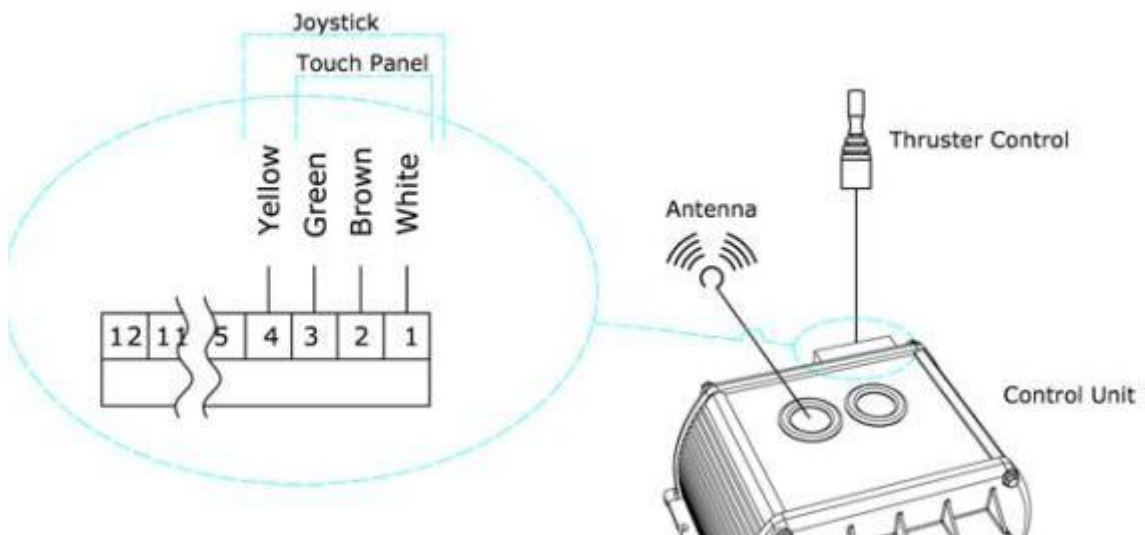 Joystick
Touch Panel
Yellow
Green
Brown
White
12 11 5 4 3 2 1
Thruster Control
Antenna
Control Unit